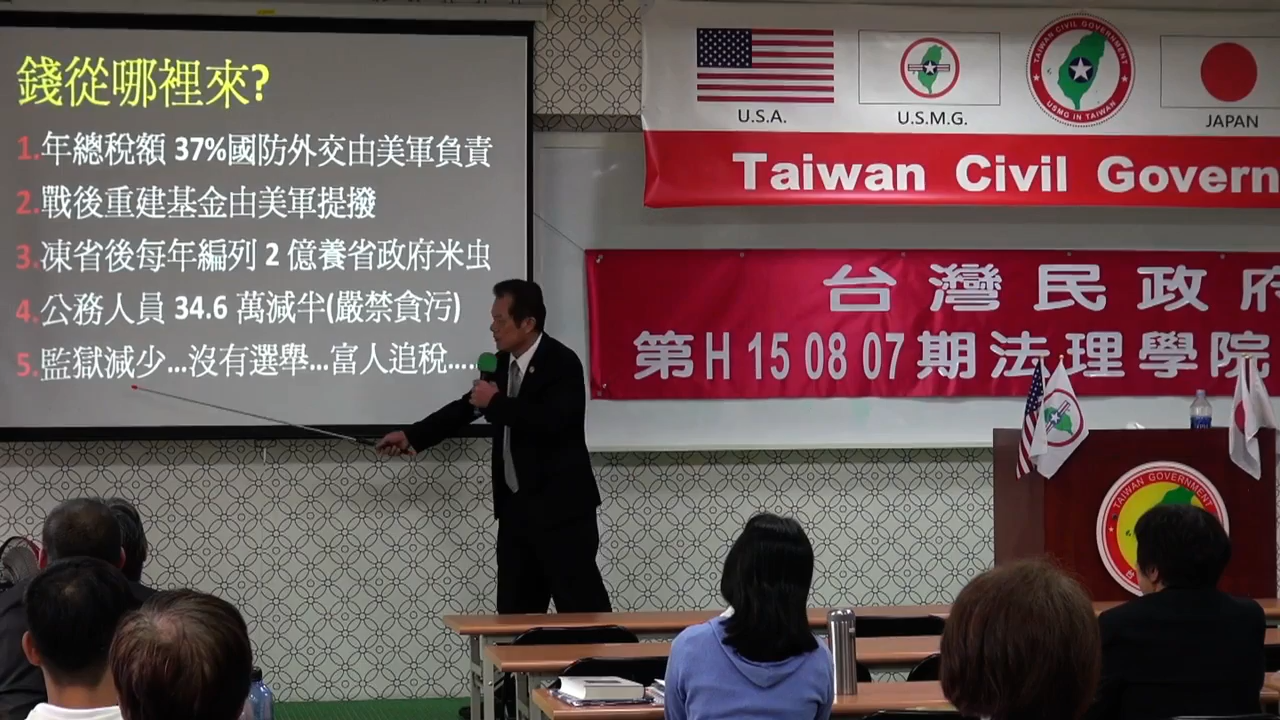 錢從哪裡來?
1.年總稅額 37%國防外交由美軍負責
2.戰後重建基金由美軍提撥
3.凍省後每年編列 2 億養省政府米虫
4.公務人員 34.6 萬減半(嚴禁貪污)
5.監獄減少...沒有選舉...富人追稅.....
U.S.A.
U.S.M.G.
TAIWAN CIVIL GOVERNMENT
USMG IN TAIWAN
JAPAN
Taiwan Civil Govern
台灣民政府
第H 15 08 07期法理學院
TAIWAN GOVERNMENT